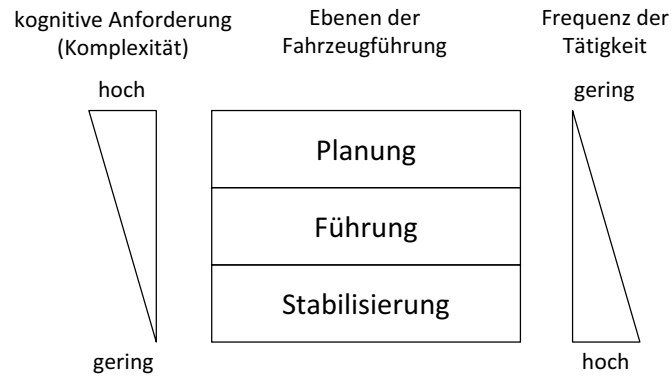 kognitive Anforderung
(Komplexität)
hoch
gering
Ebenen der
Fahrzeugführung
Planung
Führung
Stabilisierung
Frequenz der
Tätigkeit
gering
hoch